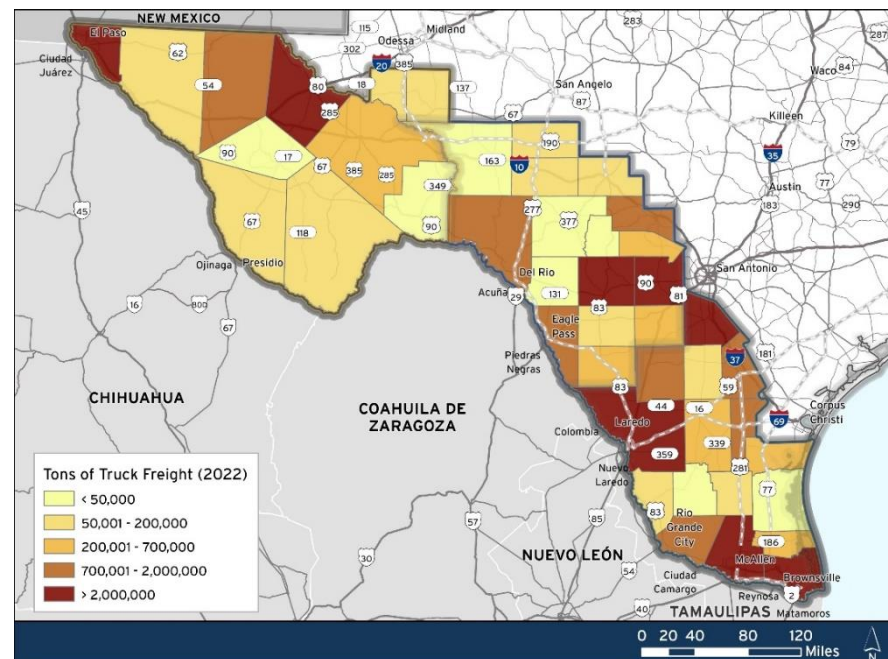 NEW MEXICO
115
Midland
283
287
El Paso
Odessa
302
Ciudad
Juárez
62
20
385
Waco
84
54
80
18
137
San Angelo
87
285
67
Killeen
90
17
190
79
163
10
35
67
385
285
349
Austin
77
45
277
183
290
67
118
90
377
Ojinaga
Presidio
Del Rio
90
San Antonio
Acuña
131
81
16
800
29
83
67
Eagle
Pass
37
181
Piedras
Negras
59
CHIHUAHUA
83
44
16
Corpus
Christi
COAHUILA DE
ZARAGOZA
Colombia
Laredo
69
339
359
Nuevo
Laredo
281
77
Tons of Truck Freight (2022)
< 50,000
50,001 - 200,000
200,001 - 700,000
700,001 - 2,000,000
> 2,000,000
83
Rio
Grande
City
57
85
186
McAllen
30
NUEVO LEÓN
54
Ciudad
Camargo
Brownsville
Reynosa
2
40
TAMAULIPAS
Matamoros
0 20 40 80 120
Miles
N